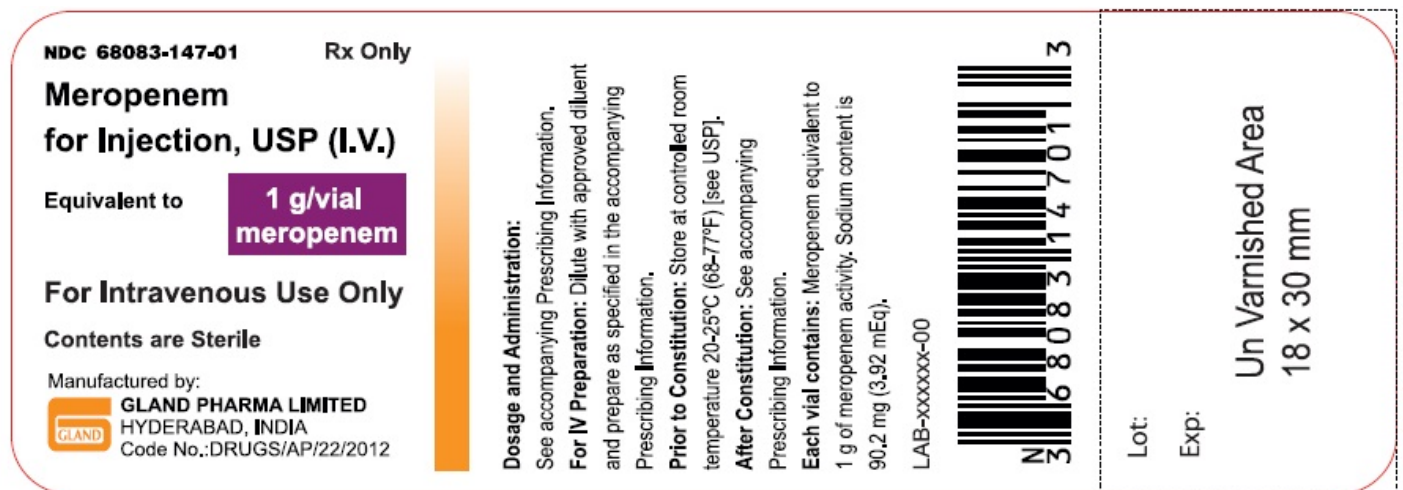 NDC 68083-147-01 Rx Only
Meropenem
for Injection, USP (I.V.)
Equivalent to
1 g/vial
meropenem
For Intravenous Use Only
Contents are Sterile
Manufactured by:
GLAND
GLAND PHARMA LIMITED
HYDERABAD, INDIA
Code No.:DRUGS/AP/22/2012
Dosage and Administration:
See accompanying Prescribing Information.
For IV Preparation: Dilute with approved diluent
and prepare as specified in the accompanying
Prescribing Information.
Prior to Constitution: Store at controlled room
temperature 20-25°C (68-77°F) [see USP].
After Constitution: See accompanying
Prescribing Information.
Each vial contains: Meropenem equivalent to
1 g of meropenem activity. Sodium content is
90.2 mg (3.92 mEq).
LAB-xxxxxxx-00
N
3 68083 14701 3
Lot:
Exp:
Un Varnished Area
18 x 30 mm